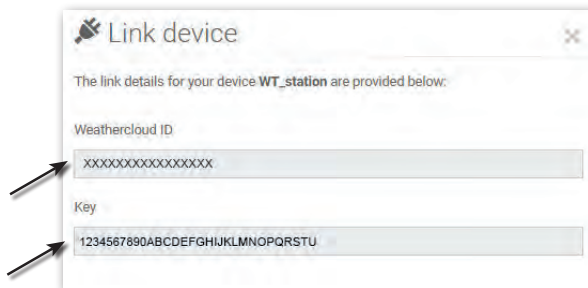 Link device
The link details for your device WT_station are provided below:
Weathercloud ID
XXXXXXXXXXXXXXXX
Key
1234567890ABCDEFGHIJKLMNOPQRSTU